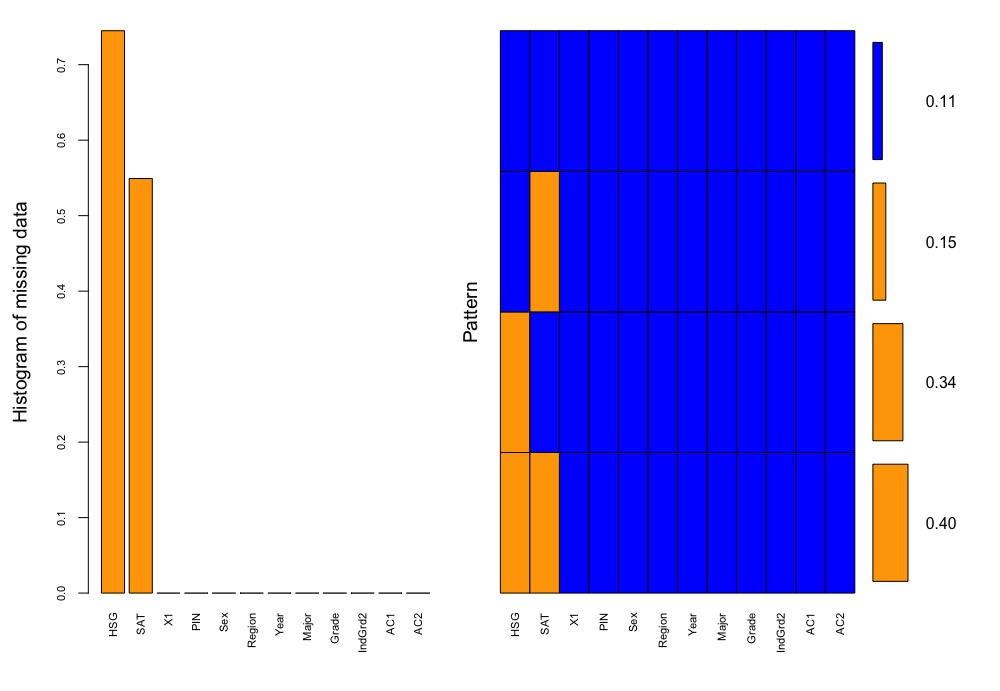 Histogram of missing data
0.7
0.6
0.5
0.4
0.3
0.2
0.1
0.0
HSG
SAT
X1
PIN
Sex
Region
Year
Major
Grade
IndGrd2
AC1
AC2
Pattern
HSG
SAT
X1
PIN
Sex
Region
Year
Major
Grade
IndGrd2
AC1
AC2
0.11
0.15
0.34
0.40